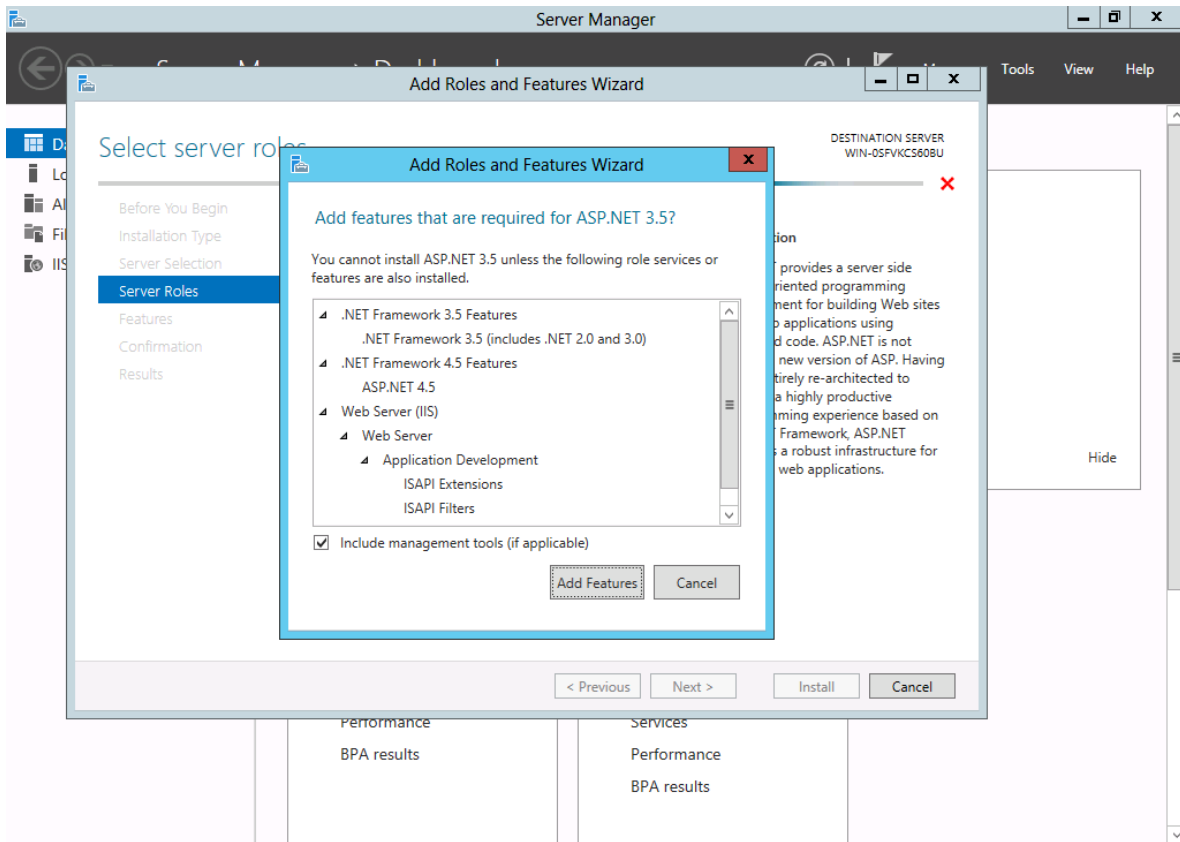 Server Manager
Tools View Help
Add Roles and Features Wizard
Select server roles
DESTINATION SERVER
WIN-0SFVKCS60BU
Before You Begin
Installation Type
Server Selection
Server Roles
Features
Confirmation
Results
Add Roles and Features Wizard
Add features that are required for ASP.NET 3.5?
You cannot install ASP.NET 3.5 unless the following role services or
features are also installed.
.NET Framework 3.5 Features
.NET Framework 3.5 (includes .NET 2.0 and 3.0)
.NET Framework 4.5 Features
ASP.NET 4.5
Web Server (IIS)
Web Server
Application Development
ISAPI Extensions
ISAPI Filters
Include management tools (if applicable)
Add Features Cancel
provides a server side
programming
for building Web sites
applications using
code. ASP.NET is not
new version of ASP. Having
re-architected to
a highly productive
experience based on
Framework, ASP.NET
a robust infrastructure for
web applications.
Hide
< Previous Next > Install Cancel
Performance
BPA results
Services
Performance
BPA results